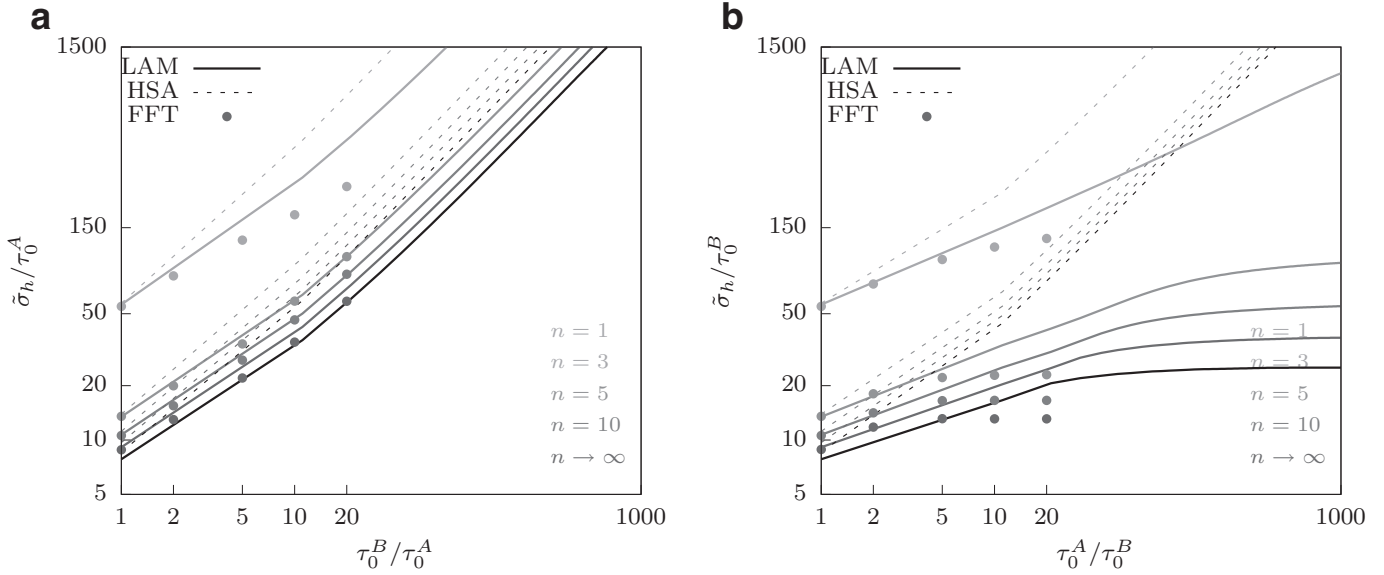 a
1500
150
50
20
10
5
σ̃_h/τ_0^A
LAM
HSA
FFT
n = 1
n = 3
n = 5
n = 10
n → ∞
1 2 5 10 20 1000
τ_0^B/τ_0^A
b
1500
150
50
20
10
5
σ̃_h/τ_0^B
LAM
HSA
FFT
n = 1
n = 3
n = 5
n = 10
n → ∞
1 2 5 10 20 1000
τ_0^A/τ_0^B